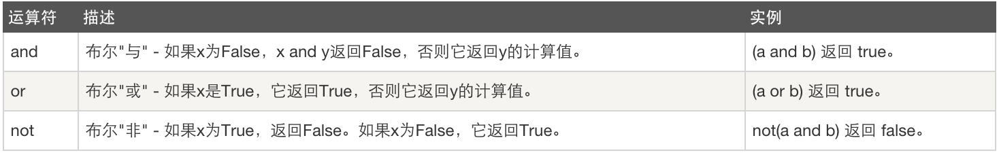 运算符 描述 实例
and 布尔"与" - 如果x为False，x and y返回False，否则它返回y的计算值。 (a and b) 返回 true。
or 布尔"或" - 如果x是True，它返回True，否则它返回y的计算值。 (a or b) 返回 true。
not 布尔"非" - 如果x为True，返回False。如果x为False，它返回True。 not(a and b) 返回 false。